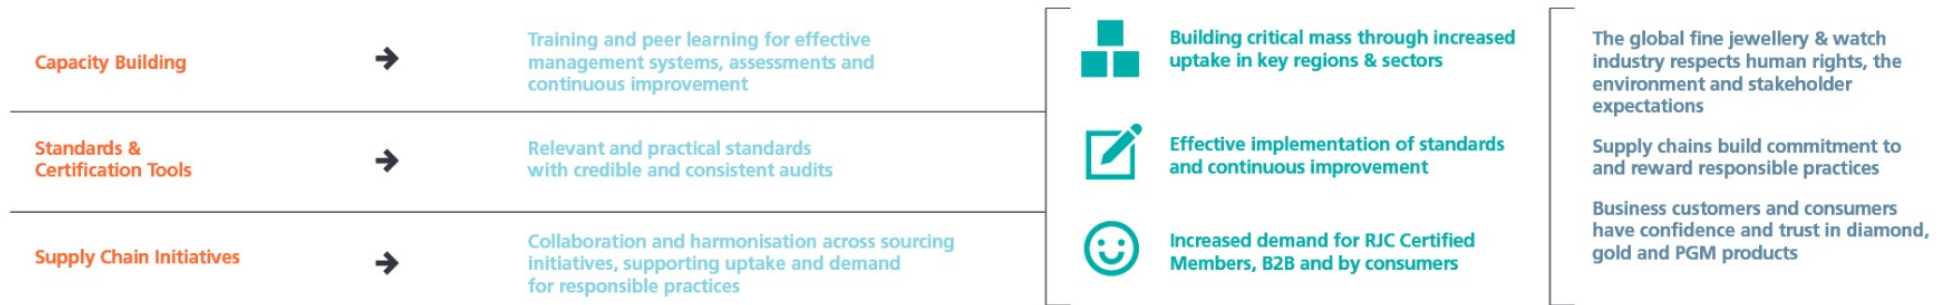 Capacity Building
Training and peer learning for effective
management systems, assessments and
continuous improvement
Standards &
Certification Tools
Relevant and practical standards
with credible and consistent audits
Supply Chain Initiatives
Collaboration and harmonisation across sourcing
initiatives, supporting uptake and demand
for responsible practices
Building critical mass through increased
uptake in key regions & sectors
Effective implementation of standards
and continuous improvement
Increased demand for RJC Certified
Members, B2B and by consumers
The global fine jewellery & watch
industry respects human rights, the
environment and stakeholder
expectations
Supply chains build commitment to
and reward responsible practices
Business customers and consumers
have confidence and trust in diamond,
gold and PGM products